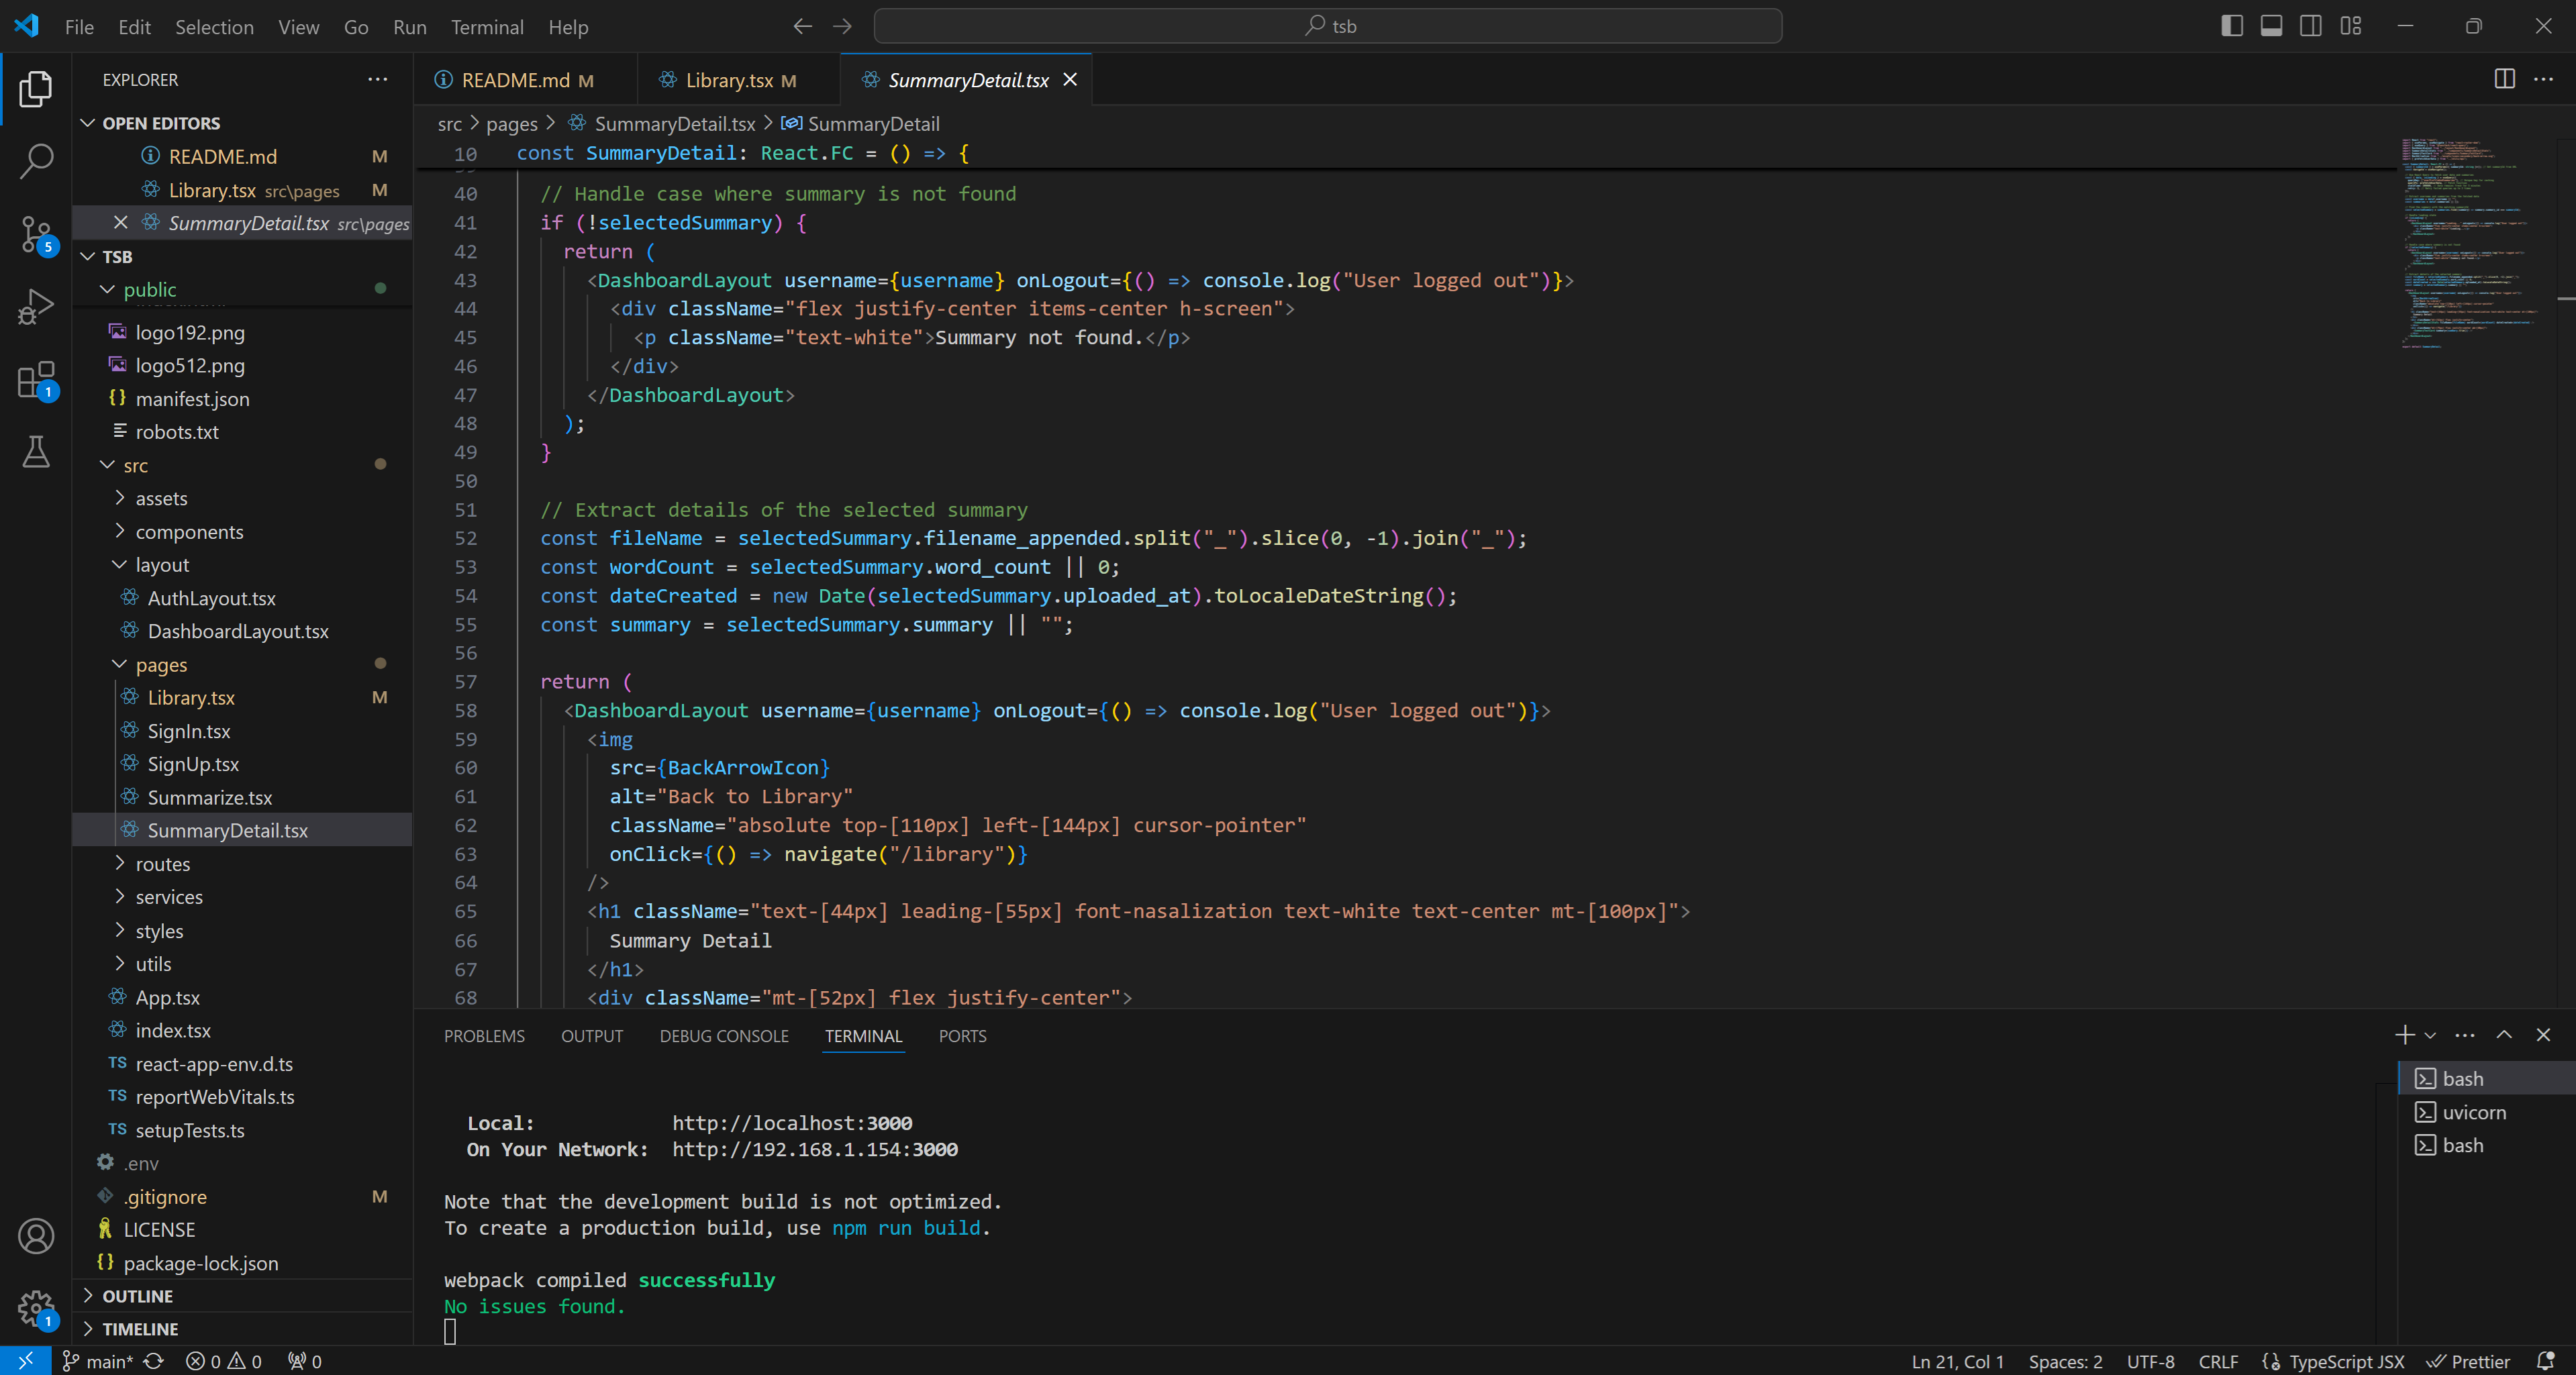 File Edit Selection View Go Run Terminal Help
tsb
EXPLORER
OPEN EDITORS
README.md M
Library.tsx src\pages M
SummaryDetail.tsx src\pages
TSB
public
logo192.png
logo512.png
manifest.json
robots.txt
src
assets
components
layout
AuthLayout.tsx
DashboardLayout.tsx
pages
Library.tsx M
SignIn.tsx
SignUp.tsx
Summarize.tsx
SummaryDetail.tsx
routes
services
styles
utils
App.tsx
index.tsx
TS react-app-env.d.ts
TS reportWebVitals.ts
TS setupTests.ts
.env
.gitignore M
LICENSE
{} package-lock.json
OUTLINE
TIMELINE
5
1
1
README.md M Library.tsx M SummaryDetail.tsx
src > pages > SummaryDetail.tsx > SummaryDetail
10 const SummaryDetail: React.FC = () => {
40 // Handle case where summary is not found
41 if (!selectedSummary) {
42 return (
43 <DashboardLayout username={username} onLogout={() => console.log("User logged out")}>
44 <div className="flex justify-center items-center h-screen">
45 <p className="text-white">Summary not found.</p>
46 </div>
47 </DashboardLayout>
48 );
49 }
50
51 // Extract details of the selected summary
52 const fileName = selectedSummary.filename_appended.split("_").slice(0, -1).join("_");
53 const wordCount = selectedSummary.word_count || 0;
54 const dateCreated = new Date(selectedSummary.uploaded_at).toLocaleDateString();
55 const summary = selectedSummary.summary || "";
56
57 return (
58 <DashboardLayout username={username} onLogout={() => console.log("User logged out")}>
59 <img
60 src={BackArrowIcon}
61 alt="Back to Library"
62 className="absolute top-[110px] left-[144px] cursor-pointer"
63 onClick={() => navigate("/library")}
64 />
65 <h1 className="text-[44px] leading-[55px] font-nasalization text-white text-center mt-[100px]">
66 Summary Detail
67 </h1>
68 <div className="mt-[52px] flex justify-center">
PROBLEMS OUTPUT DEBUG CONSOLE TERMINAL PORTS
Local: http://localhost:3000
On Your Network: http://192.168.1.154:3000
Note that the development build is not optimized.
To create a production build, use npm run build.
webpack compiled successfully
No issues found.
bash
uvicorn
bash
main* 0 0 0 Ln 21, Col 1 Spaces: 2 UTF-8 CRLF TypeScript JSX Prettier